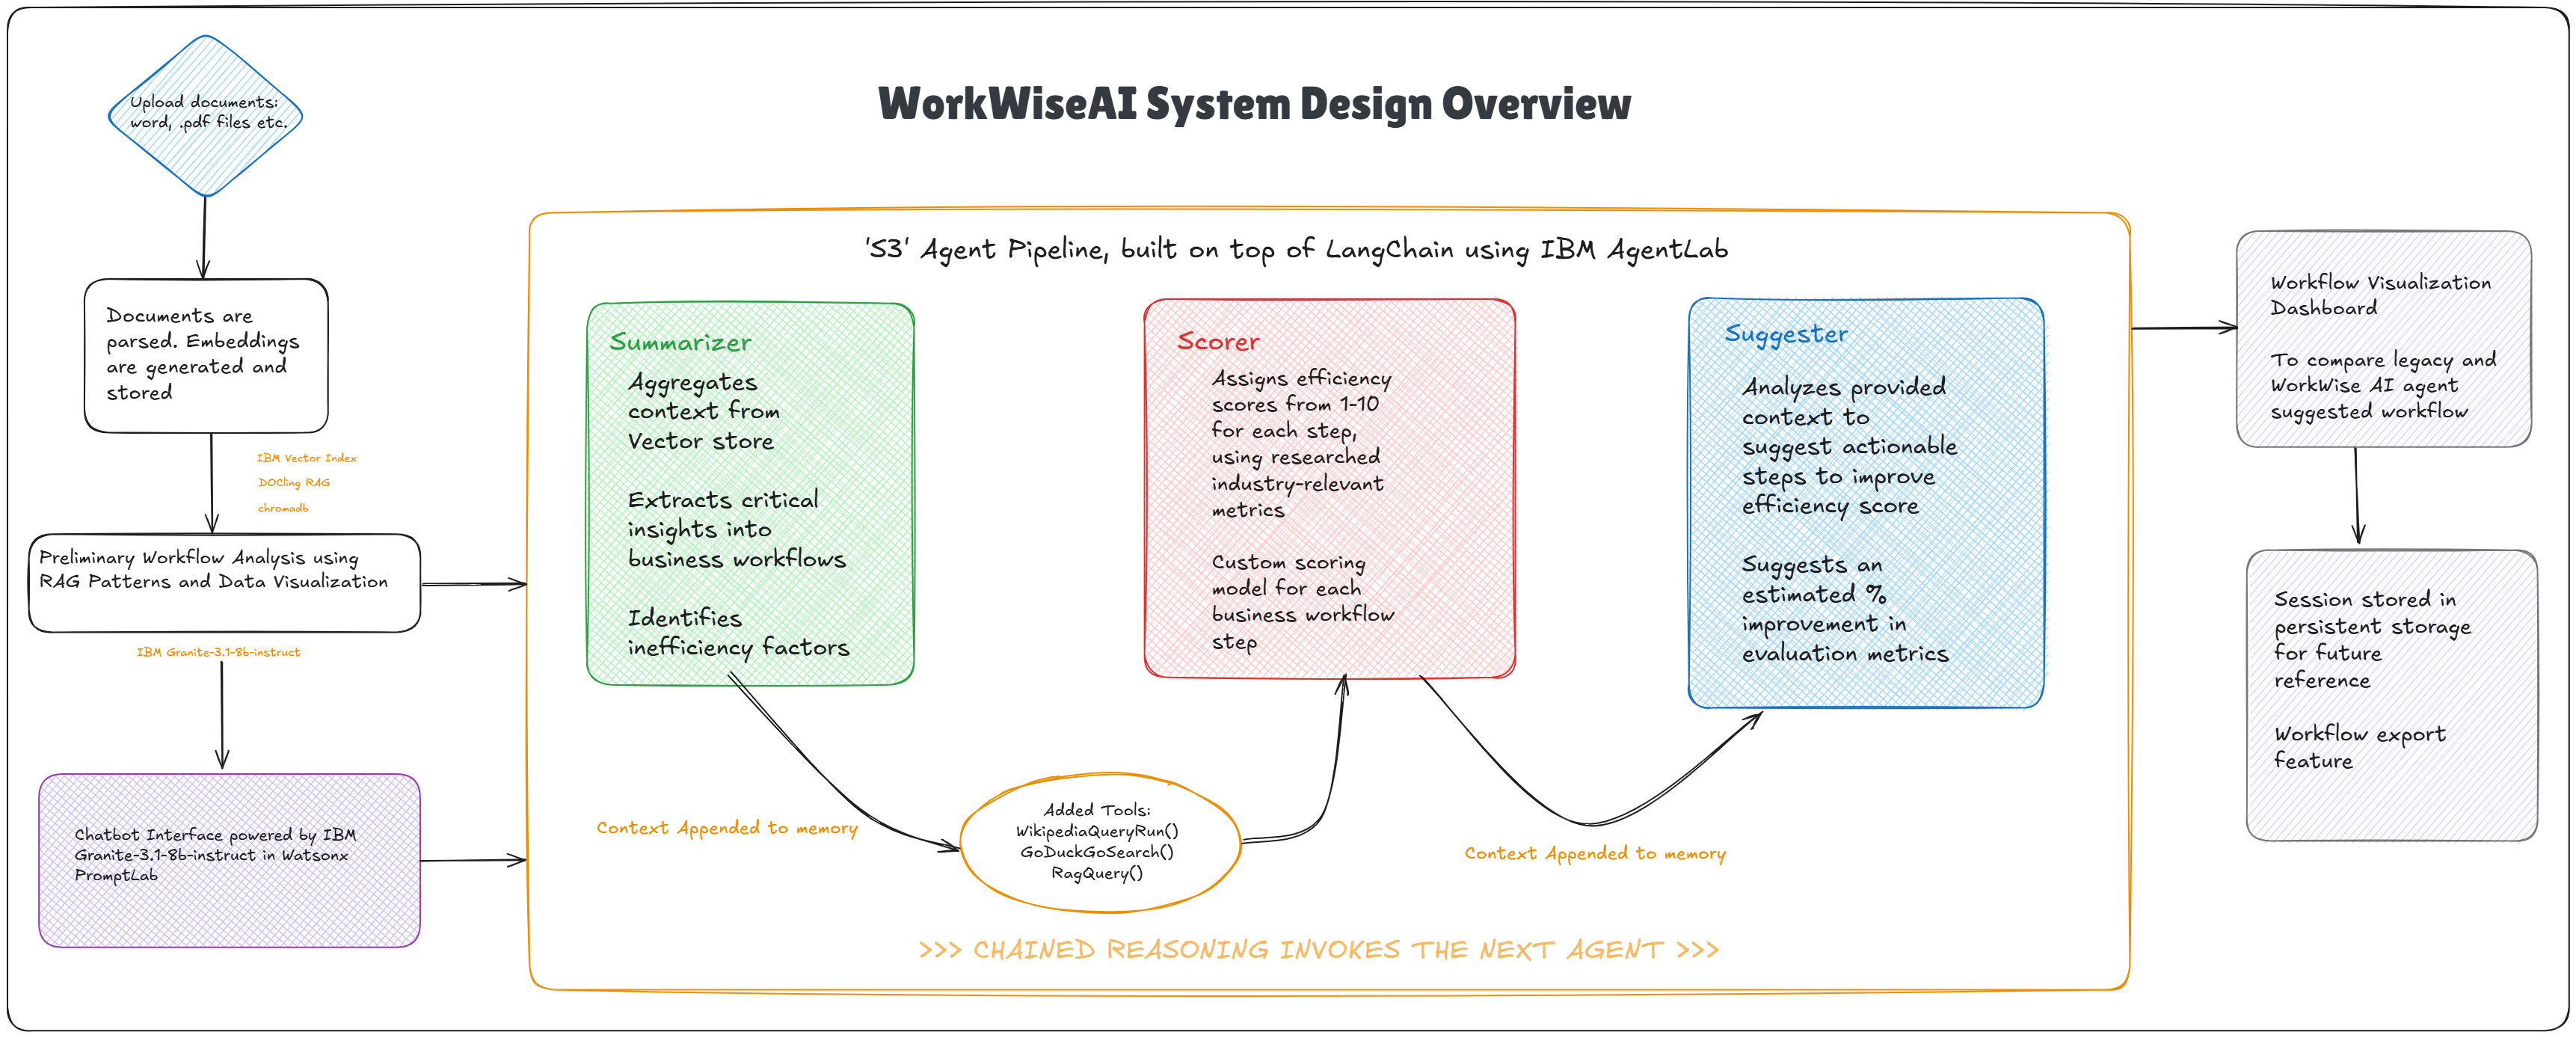 WorkWiseAI System Design Overview
Upload documents:
word, .pdf files etc.
Documents are
parsed. Embeddings
are generated and
stored
IBM Vector Index
DOCling RAG
chromadb
Preliminary Workflow Analysis using
RAG Patterns and Data Visualization
IBM Granite-3.1-8b-instruct
Chatbot Interface powered by IBM
Granite-3.1-8b-instruct in Watsonx
PromptLab
'S3' Agent Pipeline, built on top of LangChain using IBM AgentLab
Summarizer
Aggregates
context from
Vector store
Extracts critical
insights into
business workflows
Identifies
inefficiency factors
Context Appended to memory
Added Tools:
WikipediaQueryRun()
GoDuckGoSearch()
RagQuery()
Scorer
Assigns efficiency
scores from 1-10
for each step,
using researched
industry-relevant
metrics
Custom scoring
model for each
business workflow
step
Context Appended to memory
Suggester
Analyzes provided
context to
suggest actionable
steps to improve
efficiency score
Suggests an
estimated %
improvement in
evaluation metrics
>>> CHAINED REASONING INVOKES THE NEXT AGENT >>>
Workflow Visualization
Dashboard
To compare legacy and
WorkWise AI agent
suggested workflow
Session stored in
persistent storage
for future
reference
Workflow export
feature